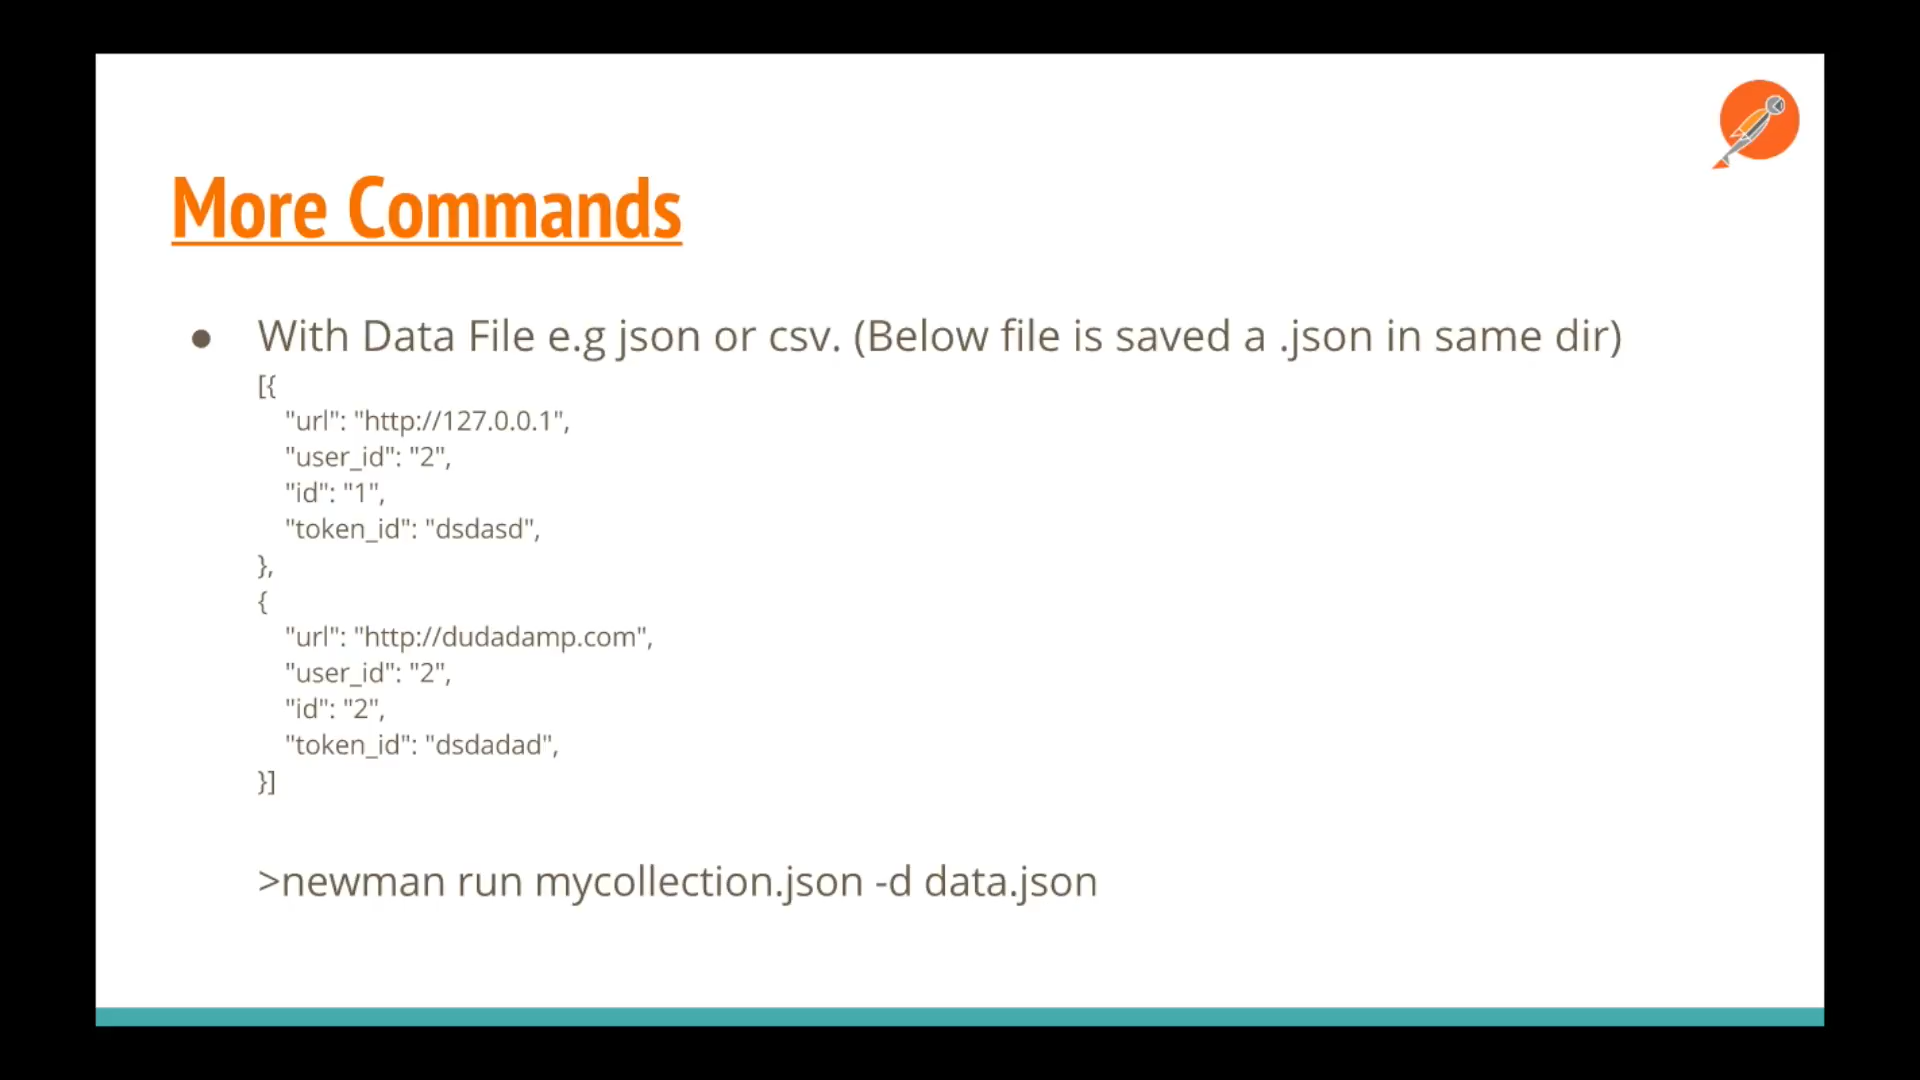 More Commands
● With Data File e.g json or csv. (Below file is saved a .json in same dir)
[{
"url": "http://127.0.0.1",
"user_id": "2",
"id": "1",
"token_id": "dsdasd",
},
{
"url": "http://dudadamp.com",
"user_id": "2",
"id": "2",
"token_id": "dsdadad",
}]
>newman run mycollection.json -d data.json